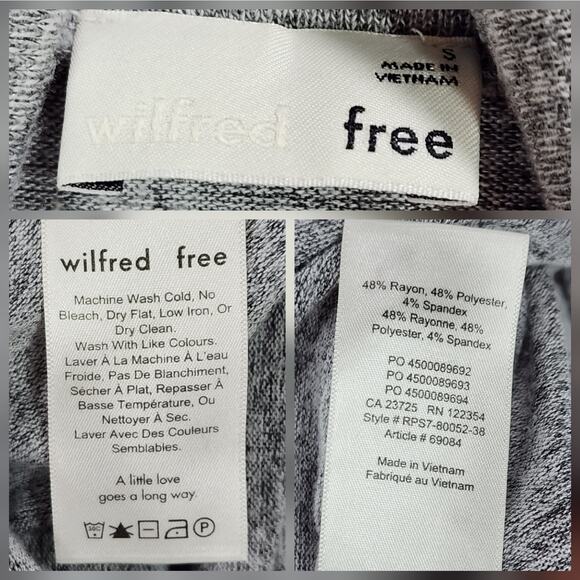 S
MADE IN
VIETNAM
wilfred free
wilfred free
Machine Wash Cold, No
Bleach, Dry Flat, Low Iron, Or
Dry Clean.
Wash With Like Colours.
Laver À La Machine À L'eau
Froide, Pas De Blanchiment,
Sécher À Plat, Repasser À
Basse Température, Ou
Nettoyer À Sec.
Laver Avec Des Couleurs
Semblables.
A little love
goes a long way.
30C
P
48% Rayon, 48% Polyester,
4% Spandex
48% Rayonne, 48%
Polyester, 4% Spandex
PO 4500089692
PO 4500089693
PO 4500089694
CA 23725 RN 122354
Style # RPS7-80052-38
Article # 69084
Made in Vietnam
Fabriqué au Vietnam